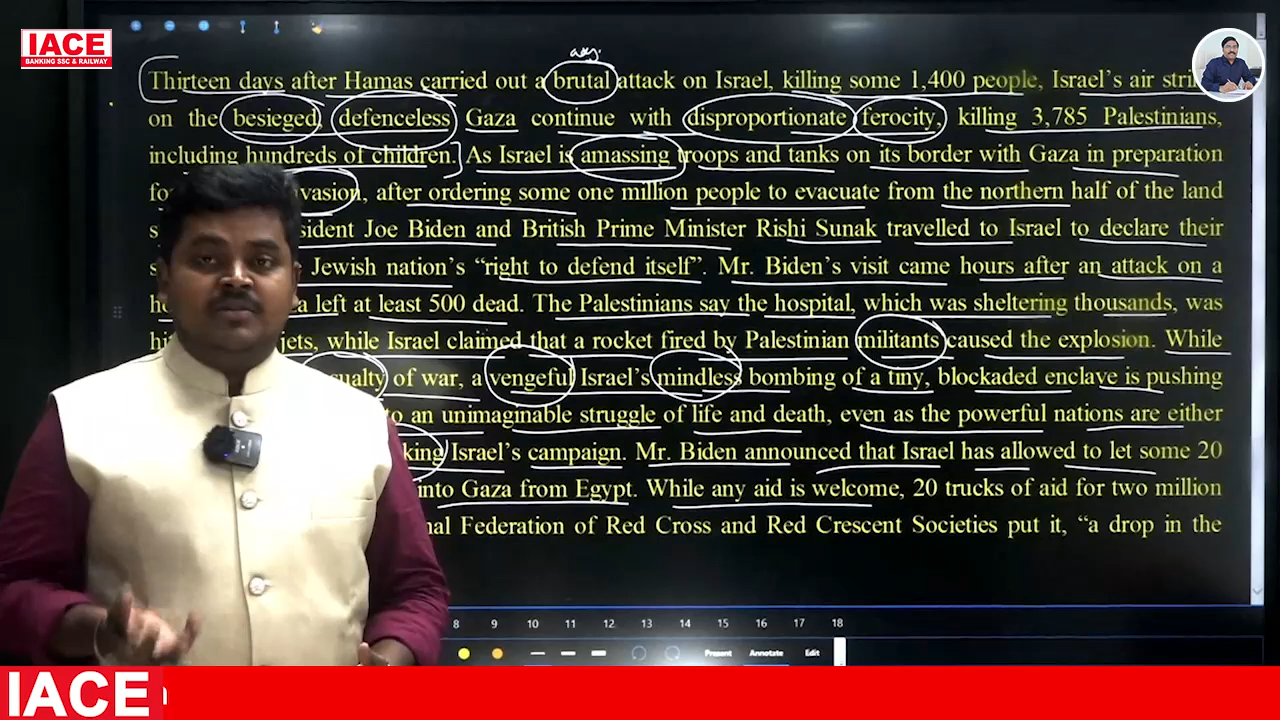 IACE
BANKING SSC & RAILWAY
adj.
Thirteen days after Hamas carried out a brutal attack on Israel, killing some 1,400 people, Israel's air
on the besieged, defenceless Gaza continue with disproportionate ferocity, killing 3,785 Palestinians,
including hundreds of children. As Israel is amassing troops and tanks on its border with Gaza in preparation
after ordering some one million people to evacuate from the northern half of the land
Joe Biden and British Prime Minister Rishi Sunak travelled to Israel to declare their
Jewish nation's "right to defend itself". Mr. Biden's visit came hours after an attack on a
left at least 500 dead. The Palestinians say the hospital, which was sheltering thousands, was
jets, while Israel claimed that a rocket fired by Palestinian militants caused the explosion. While
of war, a vengeful Israel's mindless bombing of a tiny, blockaded enclave is pushing
to an unimaginable struggle of life and death, even as the powerful nations are either
Israel's campaign. Mr. Biden announced that Israel has allowed to let some 20
into Gaza from Egypt. While any aid is welcome, 20 trucks of aid for two million
Federation of Red Cross and Red Crescent Societies put it, "a drop in the
8 9 10 11 12 13 14 15 16 17 18
Present Annotate Edit
IACE